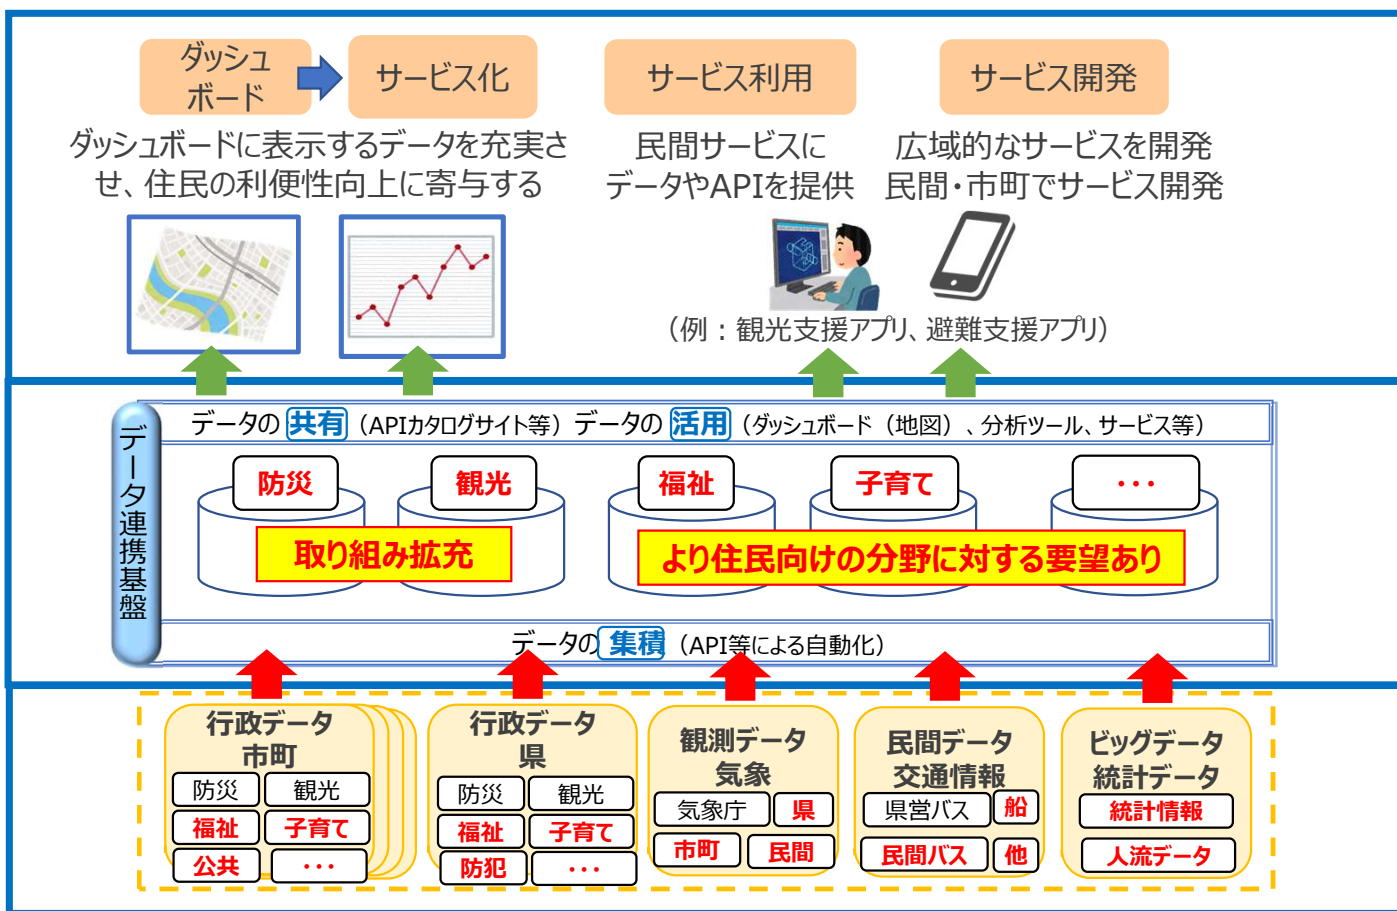 ダッシュ
ボード
サービス化
サービス利用
サービス開発
ダッシュボードに表示するデータを充実さ
せ、住民の利便性向上に寄与する
民間サービスに
データやAPIを提供
広域的なサービスを開発
民間・市町でサービス開発
（例：観光支援アプリ、避難支援アプリ）
データ連携基盤
データの 共有 （APIカタログサイト等） データの 活用 （ダッシュボード（地図）、分析ツール、サービス等）
防災
観光
福祉
子育て
・・・
取り組み拡充
より住民向けの分野に対する要望あり
データの 集積 （API等による自動化）
行政データ
市町
防災
観光
福祉
子育て
公共
・・・
行政データ
県
防災
観光
福祉
子育て
防犯
・・・
観測データ
気象
気象庁
県
市町
民間
民間データ
交通情報
県営バス
船
民間バス
他
ビッグデータ
統計データ
統計情報
人流データ